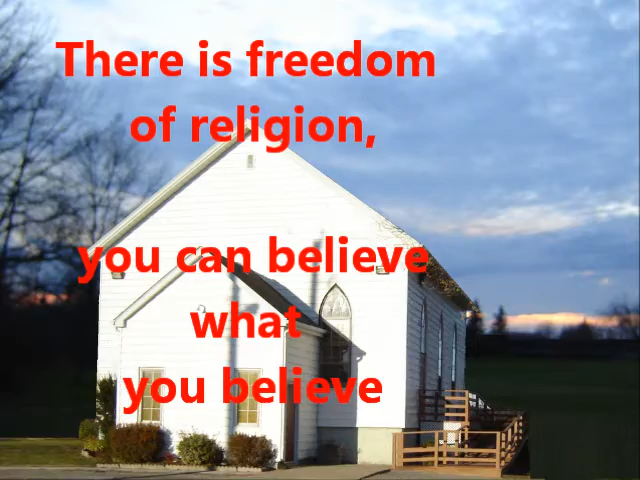 There is freedom
of religion,
you can believe
what
you believe